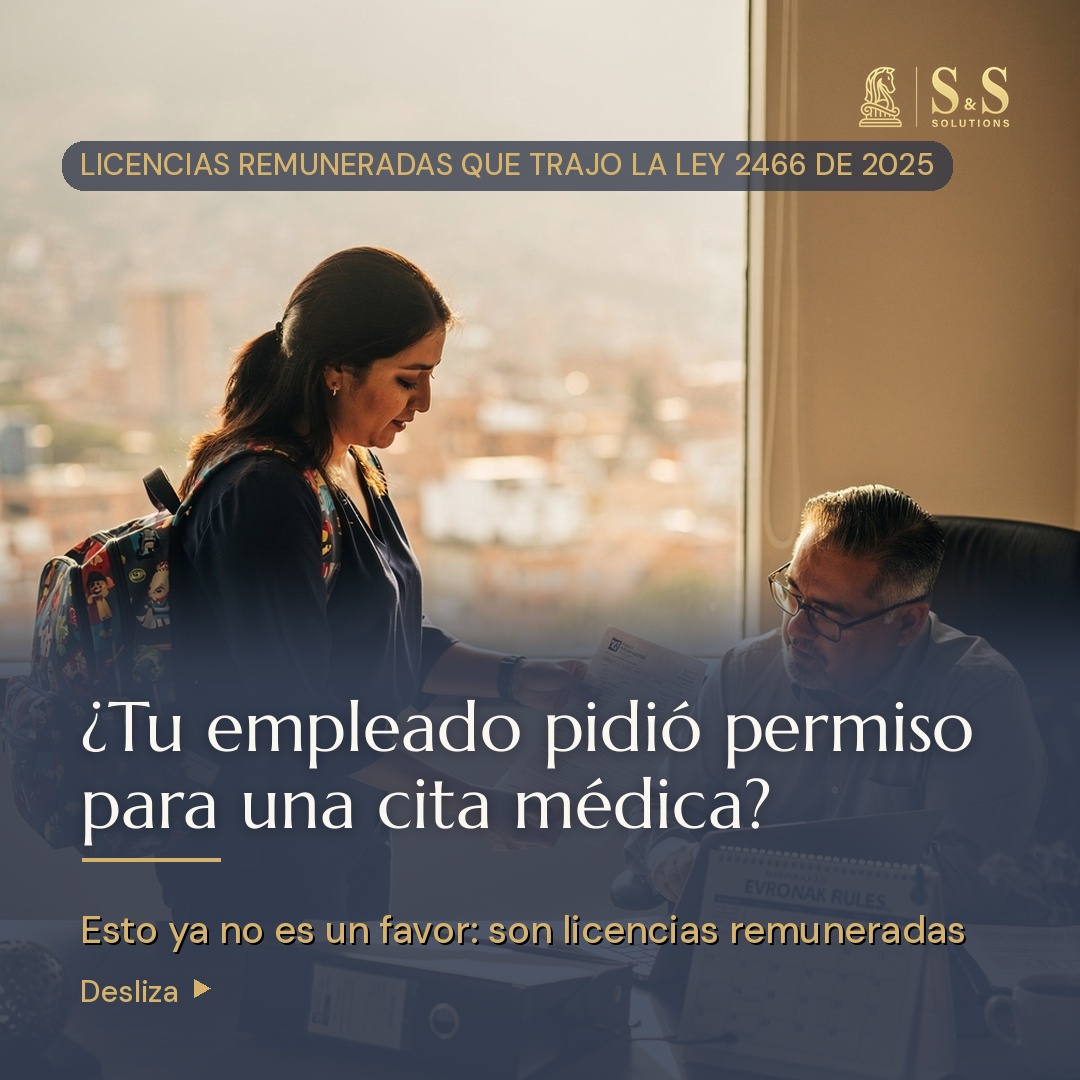 S&S
SOLUTIONS
LICENCIAS REMUNERADAS QUE TRAJO LA LEY 2466 DE 2025
¿Tu empleado pidió permiso
para una cita médica?
EVRONAK RULES
Esto ya no es un favor: son licencias remuneradas
Desliza